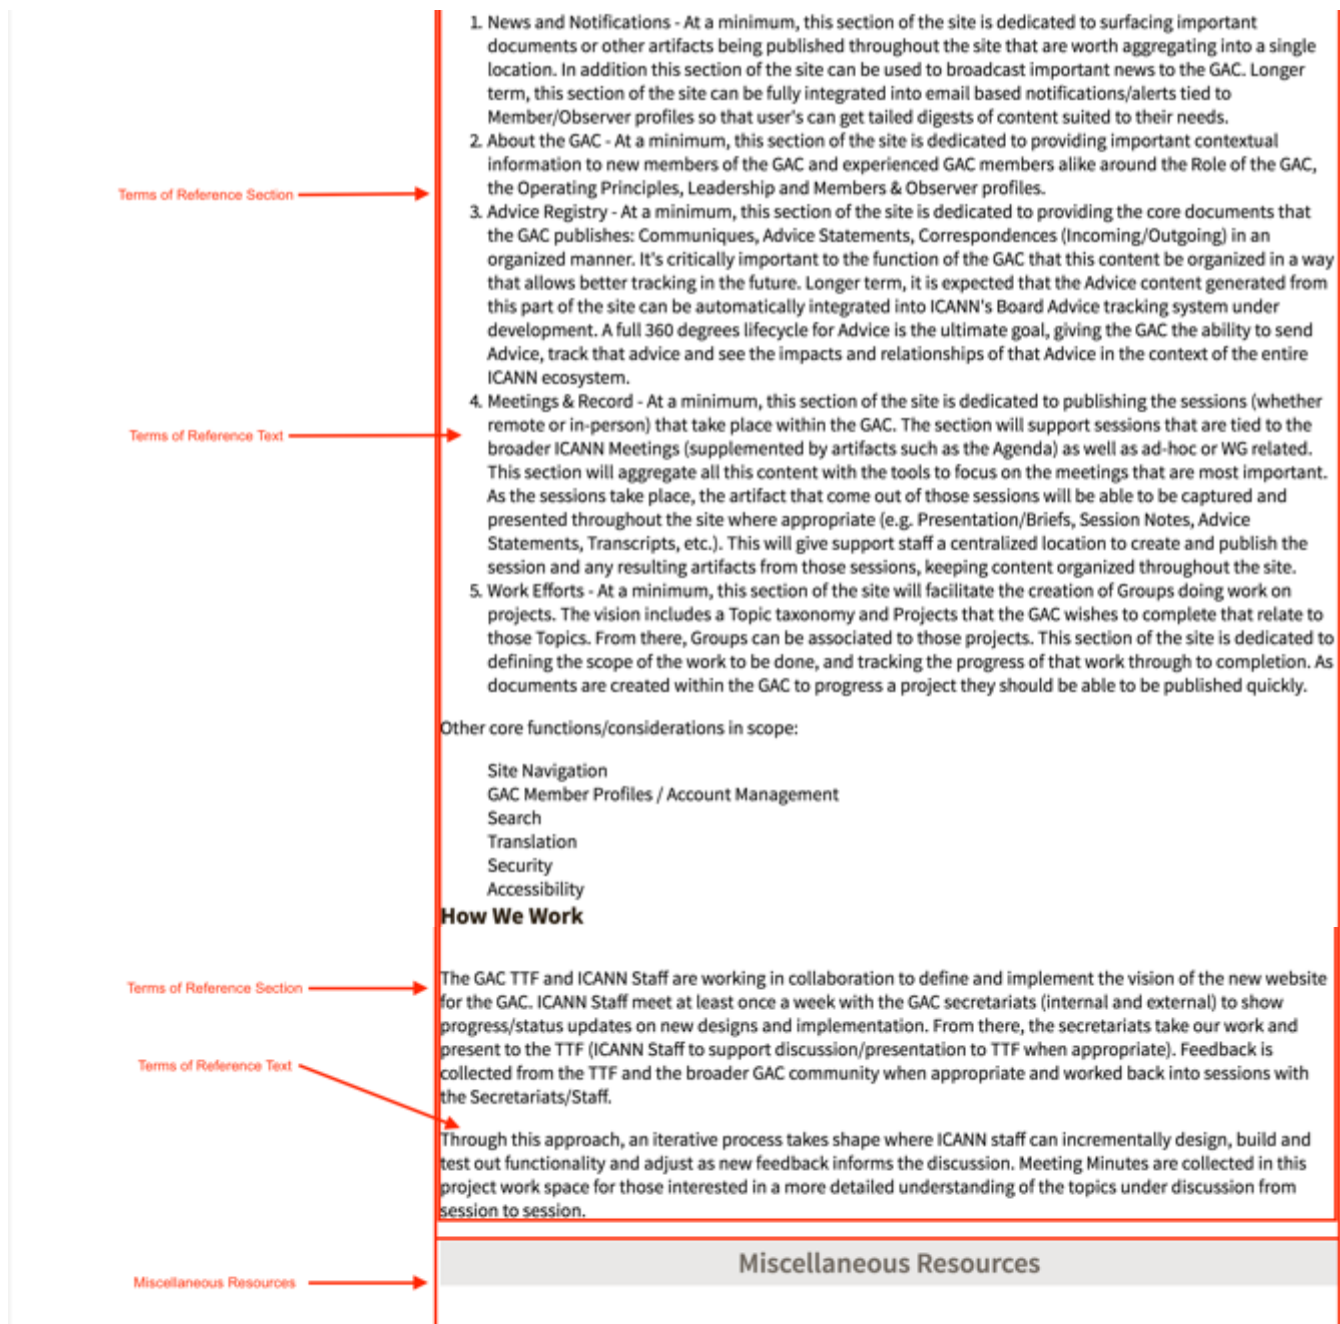 1. News and Notifications - At a minimum, this section of the site is dedicated to surfacing important
documents or other artifacts being published throughout the site that are worth aggregating into a single
location. In addition this section of the site can be used to broadcast important news to the GAC. Longer
term, this section of the site can be fully integrated into email based notifications/alerts tied to
Member/Observer profiles so that user's can get tailed digests of content suited to their needs.
2. About the GAC - At a minimum, this section of the site is dedicated to providing important contextual
information to new members of the GAC and experienced GAC members alike around the Role of the GAC,
the Operating Principles, Leadership and Members & Observer profiles.
Terms of Reference Section
3. Advice Registry - At a minimum, this section of the site is dedicated to providing the core documents that
the GAC publishes: Communiques, Advice Statements, Correspondences (Incoming/Outgoing) in an
organized manner. It's critically important to the function of the GAC that this content be organized in a way
that allows better tracking in the future. Longer term, it is expected that the Advice content generated from
this part of the site can be automatically integrated into ICANN's Board Advice tracking system under
development. A full 360 degrees lifecycle for Advice is the ultimate goal, giving the GAC the ability to send
Advice, track that advice and see the impacts and relationships of that Advice in the context of the entire
ICANN ecosystem.
4. Meetings & Record - At a minimum, this section of the site is dedicated to publishing the sessions (whether
remote or in-person) that take place within the GAC. The section will support sessions that are tied to the
broader ICANN Meetings (supplemented by artifacts such as the Agenda) as well as ad-hoc or WG related.
This section will aggregate all this content with the tools to focus on the meetings that are most important.
As the sessions take place, the artifact that come out of those sessions will be able to be captured and
presented throughout the site where appropriate (e.g. Presentation/Briefs, Session Notes, Advice
Statements, Transcripts, etc.). This will give support staff a centralized location to create and publish the
session and any resulting artifacts from those sessions, keeping content organized throughout the site.
Terms of Reference Text
5. Work Efforts - At a minimum, this section of the site will facilitate the creation of Groups doing work on
projects. The vision includes a Topic taxonomy and Projects that the GAC wishes to complete that relate to
those Topics. From there, Groups can be associated to those projects. This section of the site is dedicated to
defining the scope of the work to be done, and tracking the progress of that work through to completion. As
documents are created within the GAC to progress a project they should be able to be published quickly.
Other core functions/considerations in scope:
Site Navigation
GAC Member Profiles / Account Management
Search
Translation
Security
Accessibility
How We Work
Terms of Reference Section
The GAC TTF and ICANN Staff are working in collaboration to define and implement the vision of the new website
for the GAC. ICANN Staff meet at least once a week with the GAC secretariats (internal and external) to show
progress/status updates on new designs and implementation. From there, the secretariats take our work and
present to the TTF (ICANN Staff to support discussion/presentation to TTF when appropriate). Feedback is
collected from the TTF and the broader GAC community when appropriate and worked back into sessions with
the Secretariats/Staff.
Terms of Reference Text
Through this approach, an iterative process takes shape where ICANN staff can incrementally design, build and
test out functionality and adjust as new feedback informs the discussion. Meeting Minutes are collected in this
project work space for those interested in a more detailed understanding of the topics under discussion from
session to session.
Miscellaneous Resources
Miscellaneous Resources